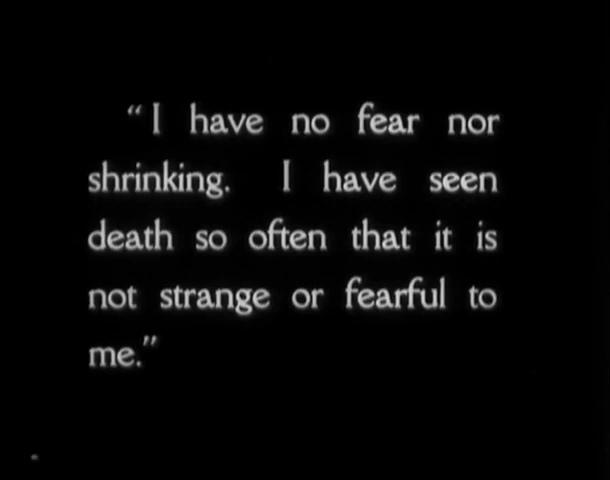 “I have no fear nor
shrinking. I have seen
death so often that it is
not strange or fearful to
me.”